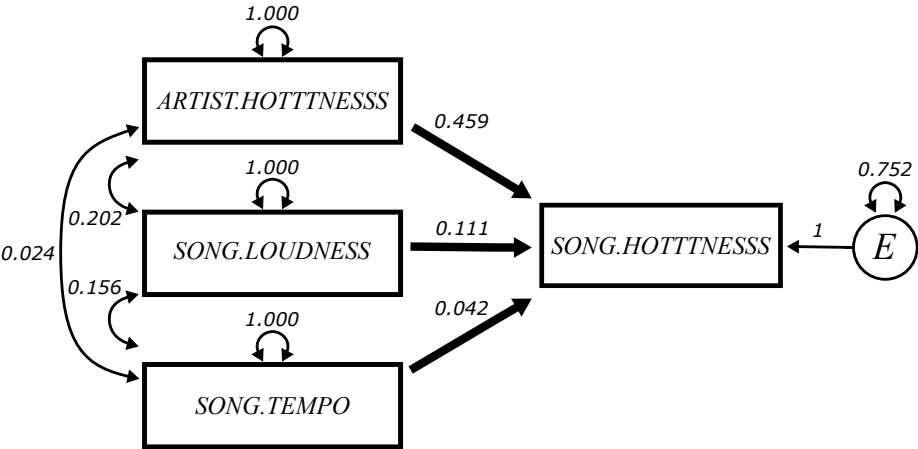 1.000
ARTIST.HOTTTNESSS
0.459
1.000
0.752
0.202
SONG.LOUDNESS
0.111
SONG.HOTTTNESSS
1
E
0.024
0.156
1.000
0.042
SONG.TEMPO